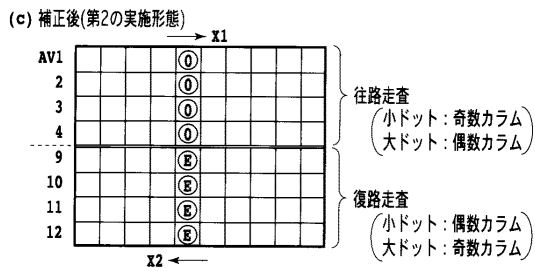 (c) 補正後(第2の実施形態)
X1
AV1 O
2 O
3 O
4 O
往路走査
(小ドット:奇数カラム
大ドット:偶数カラム)
9 E
10 E
11 E
12 E
復路走査
(小ドット:偶数カラム
大ドット:奇数カラム)
X2